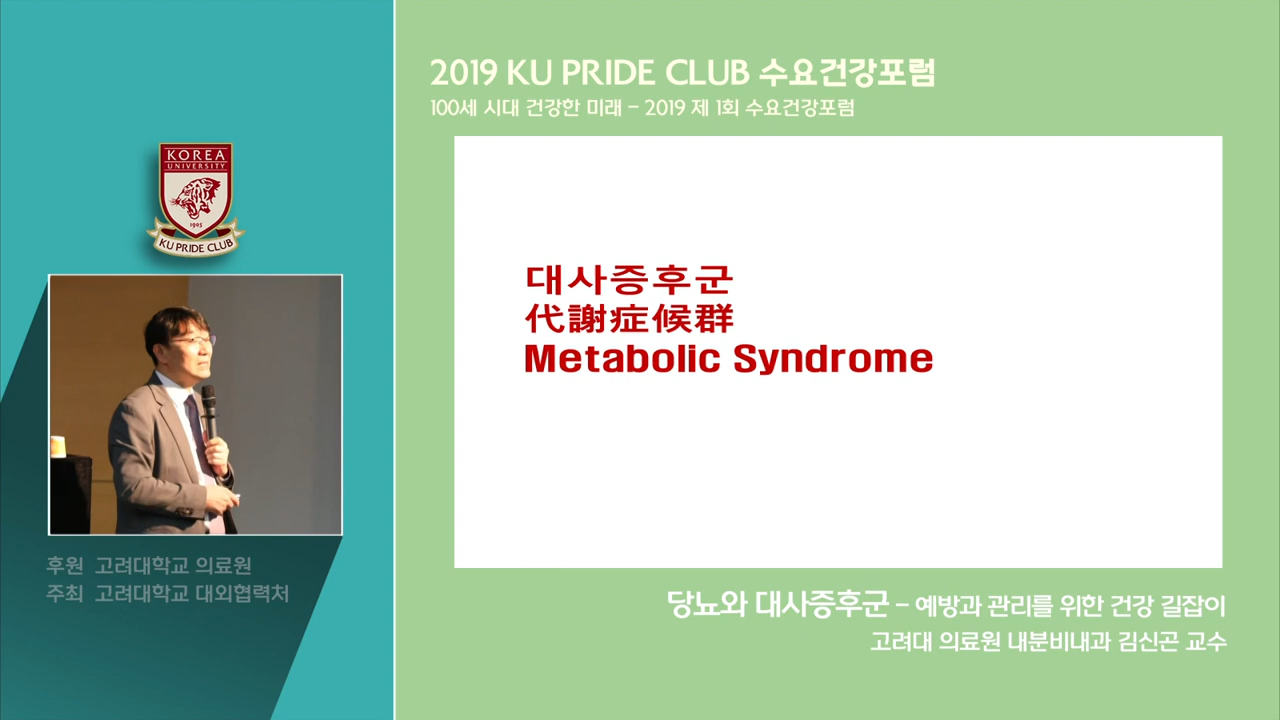 2019 KU PRIDE CLUB 수요건강포럼
100세 시대 건강한 미래 – 2019 제 1회 수요건강포럼
KOREA
UNIVERSITY
1905
KU PRIDE CLUB
대사증후군
代謝症候群
Metabolic Syndrome
후원 고려대학교 의료원
주최 고려대학교 대외협력처
당뇨와 대사증후군 – 예방과 관리를 위한 건강 길잡이
고려대 의료원 내분비내과 김신곤 교수